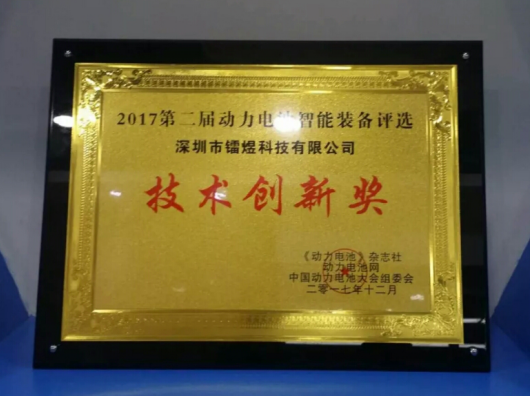 2017第二届动力电池智能装备评选
深圳市镭煜科技有限公司
技术创新奖
《动力电池》杂志社
动力电池网
中国动力电池大会组委会
二〇一七年十二月